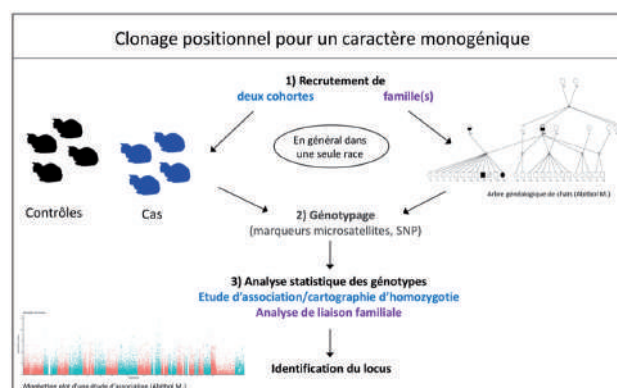 Clonage positionnel pour un caractère monogénique
1) Recrutement de
deux cohortes
famille(s)
En général dans
une seule race
Contrôles
Cas
Arbre généalogique de chats (Abitbol M.)
2) Génotypage
(marqueurs microsatellites, SNP)
3) Analyse statistique des génotypes
Etude d'association/cartographie d'homozygotie
Analyse de liaison familiale
Identification du locus
Manhattan plot d'une étude d'association (Abitbol M.)